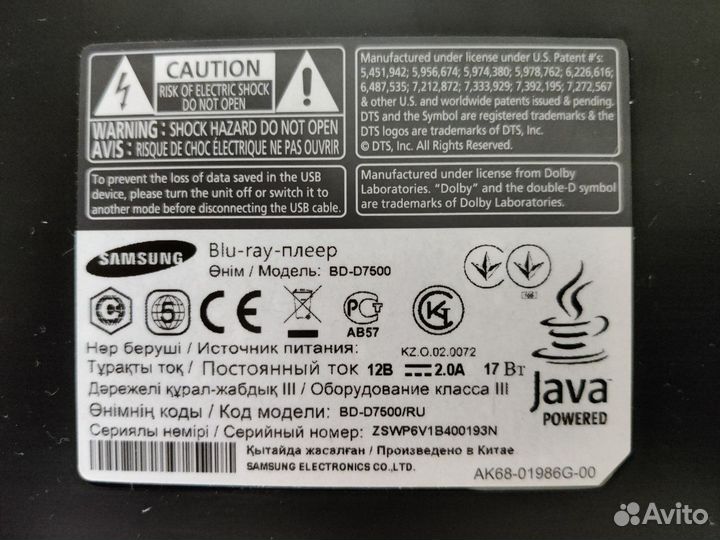 CAUTION
RISK OF ELECTRIC SHOCK
DO NOT OPEN
WARNING : SHOCK HAZARD DO NOT OPEN
AVIS : RISQUE DE CHOC ÉLECTRIQUE NE PAS OUVRIR
To prevent the loss of data saved in the USB
device, please turn the unit off or switch it to
another mode before disconnecting the USB cable.
Manufactured under license under U.S. Patent #'s:
5,451,942; 5,956,674; 5,974,380; 5,978,762; 6,226,616;
6,487,535; 7,212,872; 7,333,929; 7,392,195; 7,272,567
& other U.S. and worldwide patents issued & pending.
DTS and the Symbol are registered trademarks & the
DTS logos are trademarks of DTS, Inc.
© DTS, Inc. All Rights Reserved.
Manufactured under license from Dolby
Laboratories. "Dolby" and the double-D symbol
are trademarks of Dolby Laboratories.
SAMSUNG
Blu-ray-плеер
Өнім / Модель: BD-D7500
5
CE
РСТ
АВ57
KZ.O.02.0072
Нәр беруші / Источник питания:
Тұрақты тоқ / Постоянный ток 12В 2.0А 17 Вт
Дәрежелі құрал-жабдық III / Оборудование класса III
Өнімнің коды / Код модели: BD-D7500/RU
Сериялы немірі / Серийный номер: ZSWP6V1B400193N
Қытайда жасалған / Произведено в Китае
SAMSUNG ELECTRONICS CO.,LTD.
Java
POWERED
AK68-01986G-00
Avito